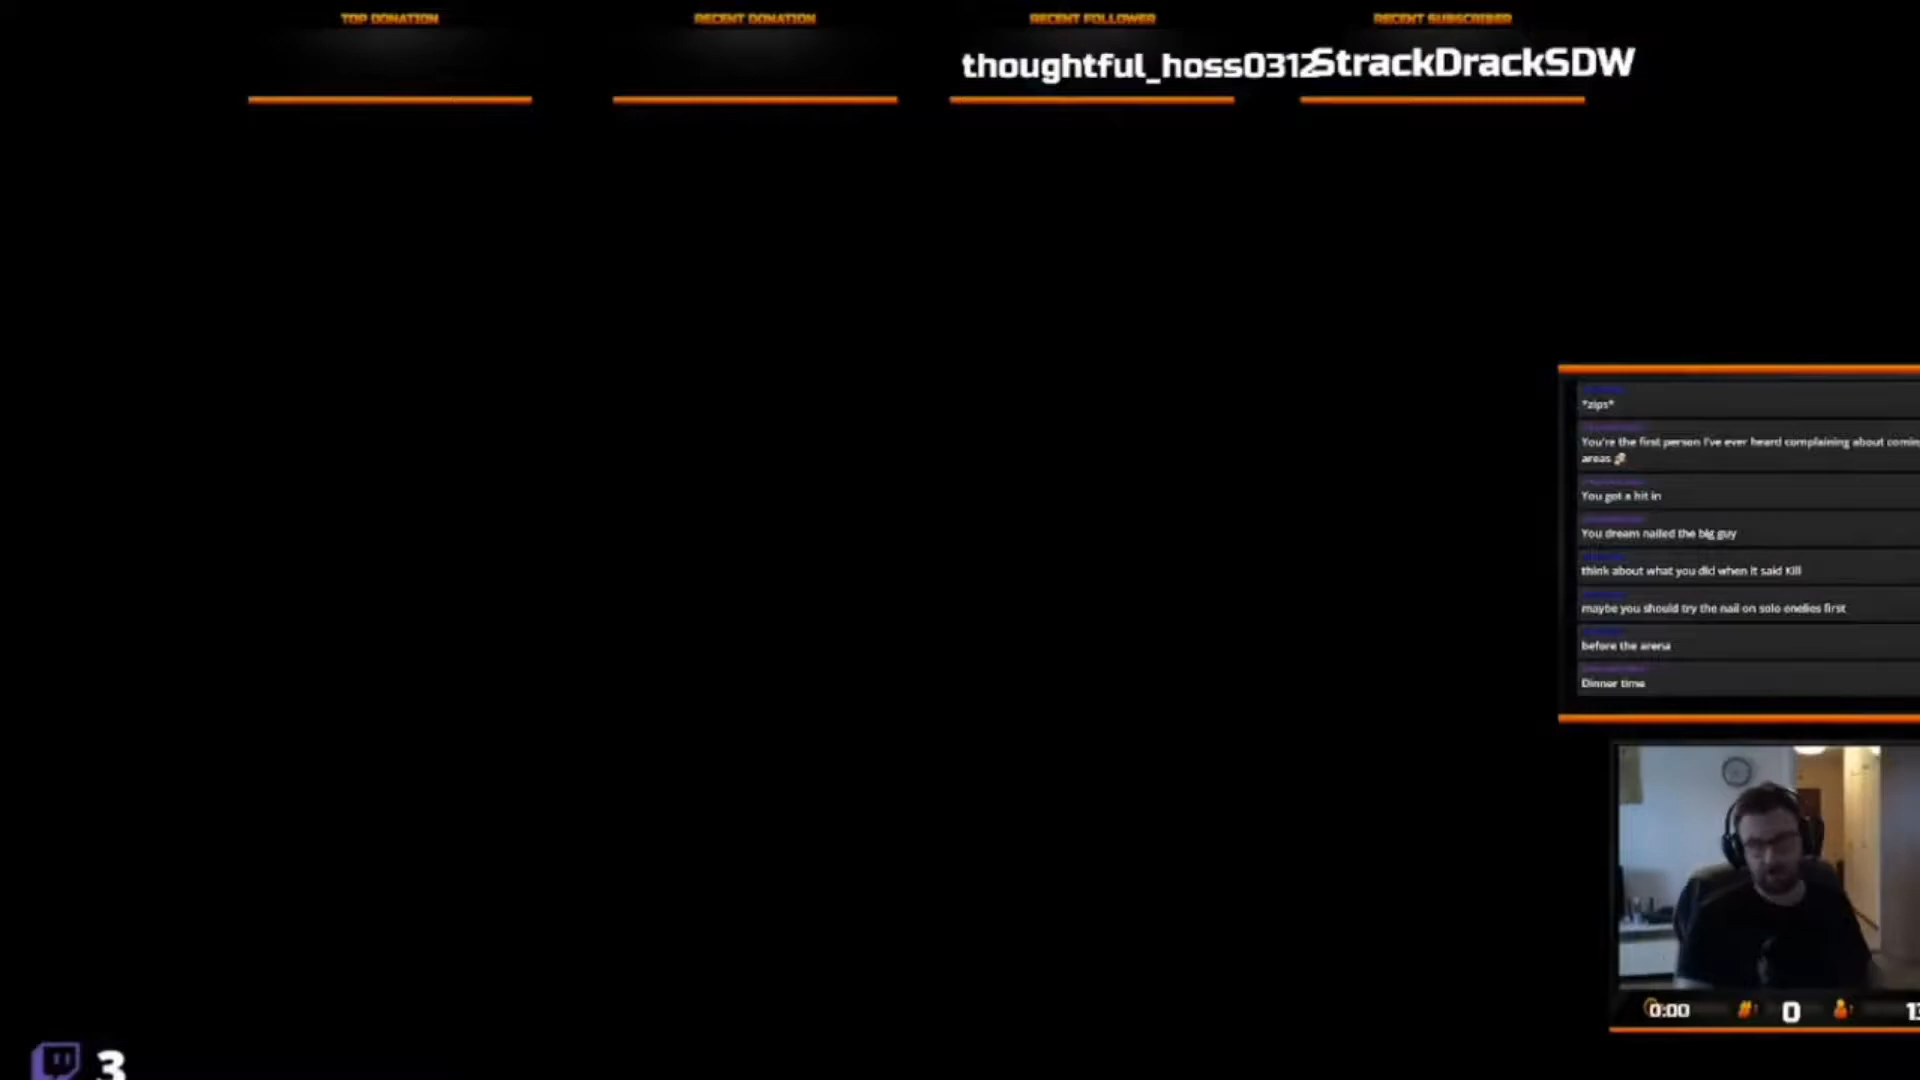 TOP DONATION
RECENT DONATION
RECENT FOLLOWER
RECENT SUBSCRIBER
thoughtful_hoss0312
StrackDrackSDW
*zips*
You're the first person I've ever heard complaining about
areas
You got a hit in
You dream nailed the big guy
think about what you did when it said Kill
maybe you should try the nail on solo enelies first
before the arena
Dinner time
0:00
0
3